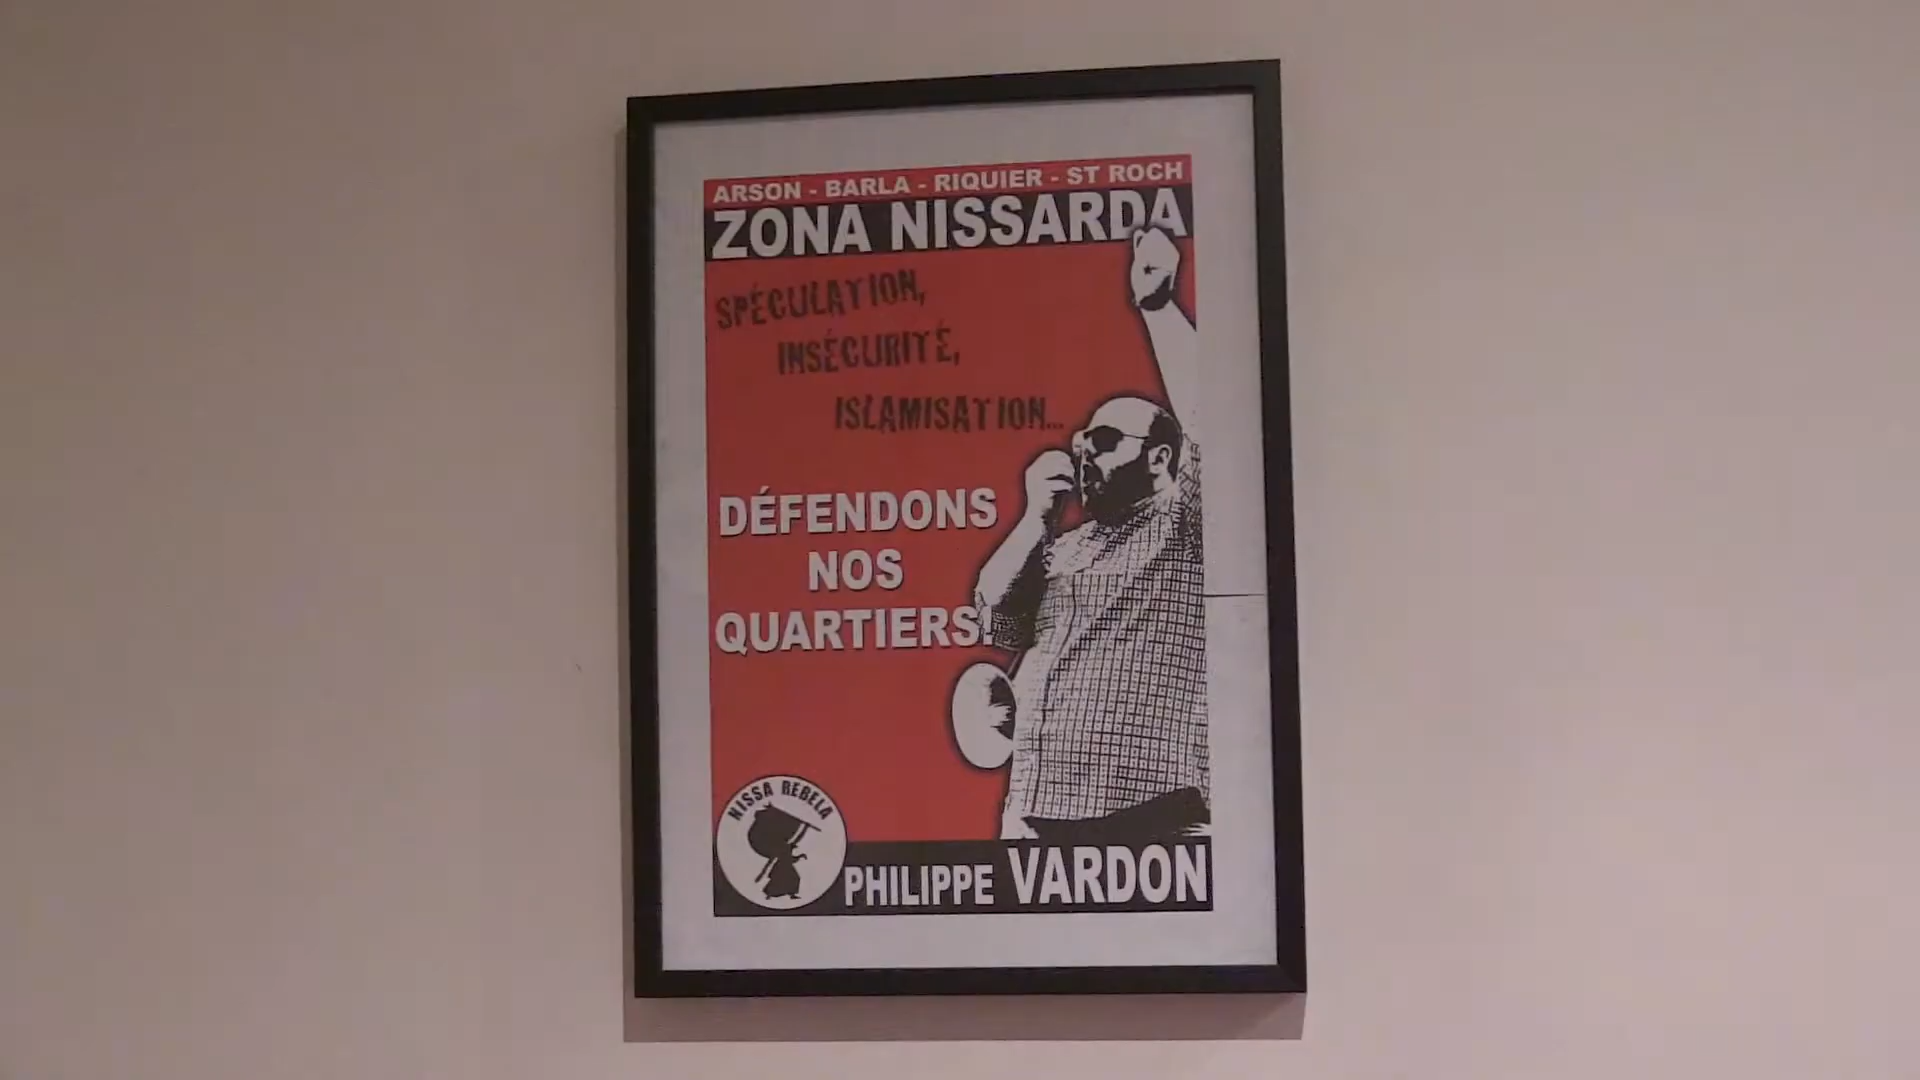 ARSON - BARLA - RIQUIER - ST ROCH
ZONA NISSARDA
SPÉCULATION,
INSÉCURITÉ,
ISLAMISATION...
DÉFENDONS
NOS
QUARTIERS.
NISSA REBELA
PHILIPPE VARDON